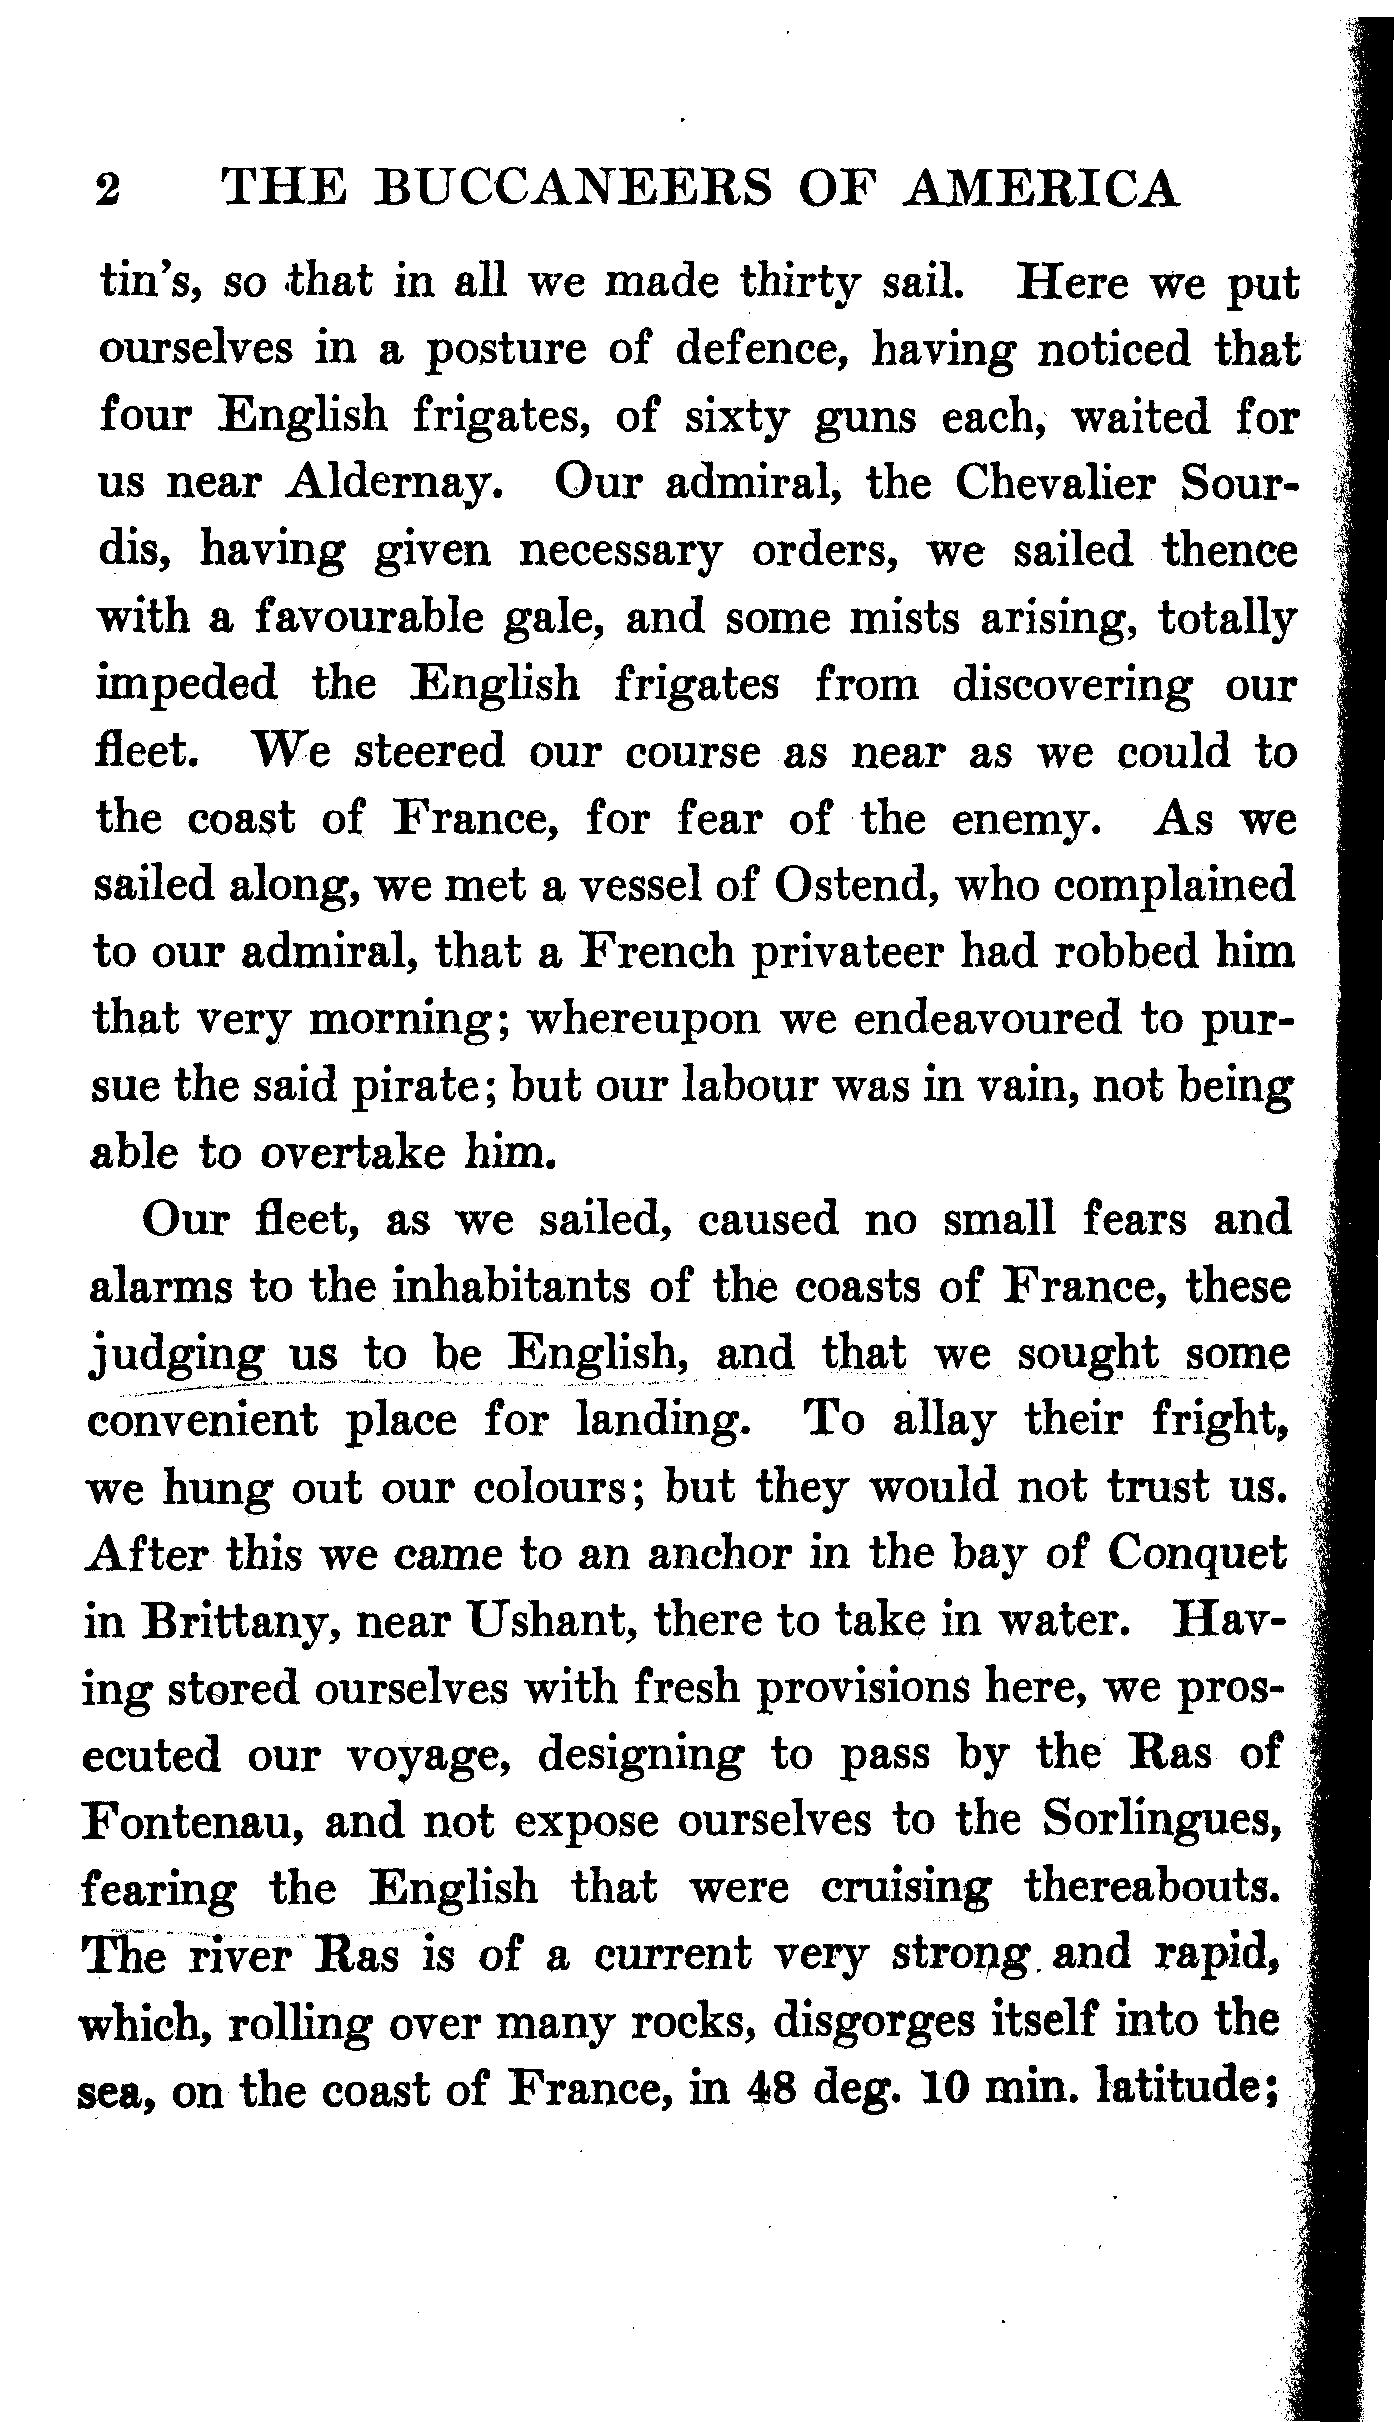 2 THE BUCCANEERS OF AMERICA
tin's, so that in all we made thirty sail. Here we put
ourselves in a posture of defence, having noticed that
four English frigates, of sixty guns each, waited for
us near Aldernay. Our admiral, the Chevalier Sour-
dis, having given necessary orders, we sailed thence
with a favourable gale, and some mists arising, totally
impeded the English frigates from discovering our
fleet. We steered our course as near as we could to
the coast of France, for fear of the enemy. As we
sailed along, we met a vessel of Ostend, who complained
to our admiral, that a French privateer had robbed him
that very morning; whereupon we endeavoured to pur-
sue the said pirate; but our labour was in vain, not being
able to overtake him.
Our fleet, as we sailed, caused no small fears and
alarms to the inhabitants of the coasts of France, these
judging us to be English, and that we sought some
convenient place for landing. To allay their fright,
we hung out our colours; but they would not trust us.
After this we came to an anchor in the bay of Conquet
in Brittany, near Ushant, there to take in water. Hav-
ing stored ourselves with fresh provisions here, we pros-
ecuted our voyage, designing to pass by the Ras of
Fontenau, and not expose ourselves to the Sorlingues,
fearing the English that were cruising thereabouts.
The river Ras is of a current very strong and rapid,
which, rolling over many rocks, disgorges itself into the
sea, on the coast of France, in 48 deg. 10 min. latitude;